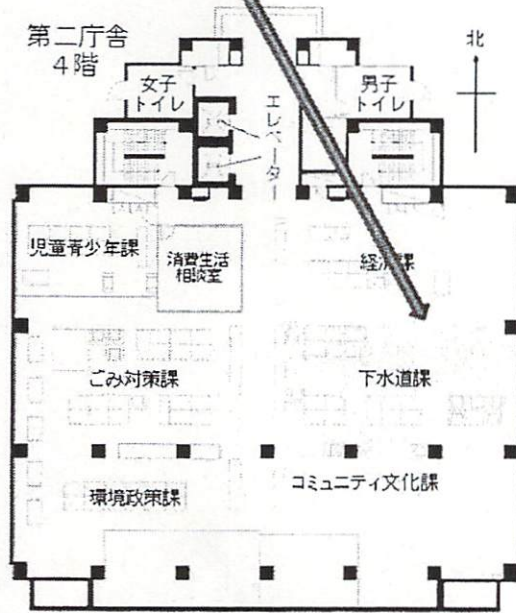 第二庁舎
4階
北
女子
トイレ
エレベーター
男子
トイレ
児童青少年課
消費生活
相談室
経済課
ごみ対策課
下水道課
環境政策課
コミュニティ文化課